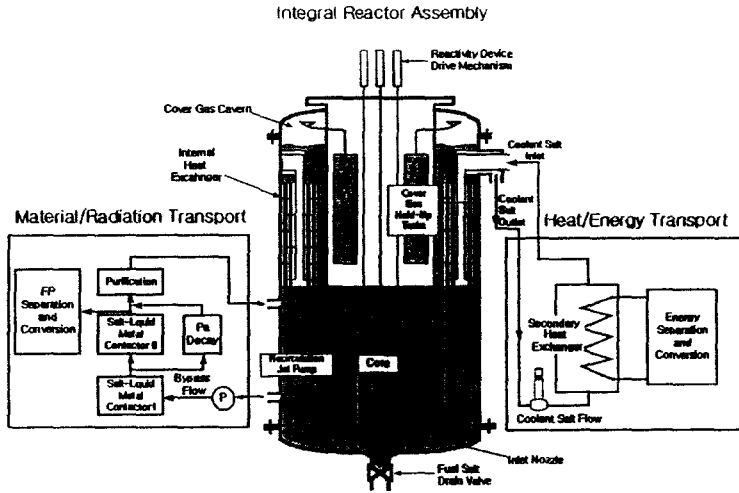 Integral Reactor Assembly
Reactivity Device
Drive Mechanism
Cover Gas Cavern
Internal
Heat
Excahnger
Coolant Salt
Inlet
Cover
Gas
Hold-Up
Tanks
Coolant
Salt
Outlet
Material/Radiation Transport
Heat/Energy Transport
FP
Separation
and
Conversion
Purification
Salt-Liquid
Metal
Contactor II
Pa
Decay
Bypass
Flow
Salt-Liquid
Metal
Contactor I
P
Recirculation
Jet Pump
Core
Secondary
Heat
Exchanger
Energy
Separation
and
Conversion
Coolant Salt Flow
Inlet Nozzle
Fuel Salt
Drain Valve